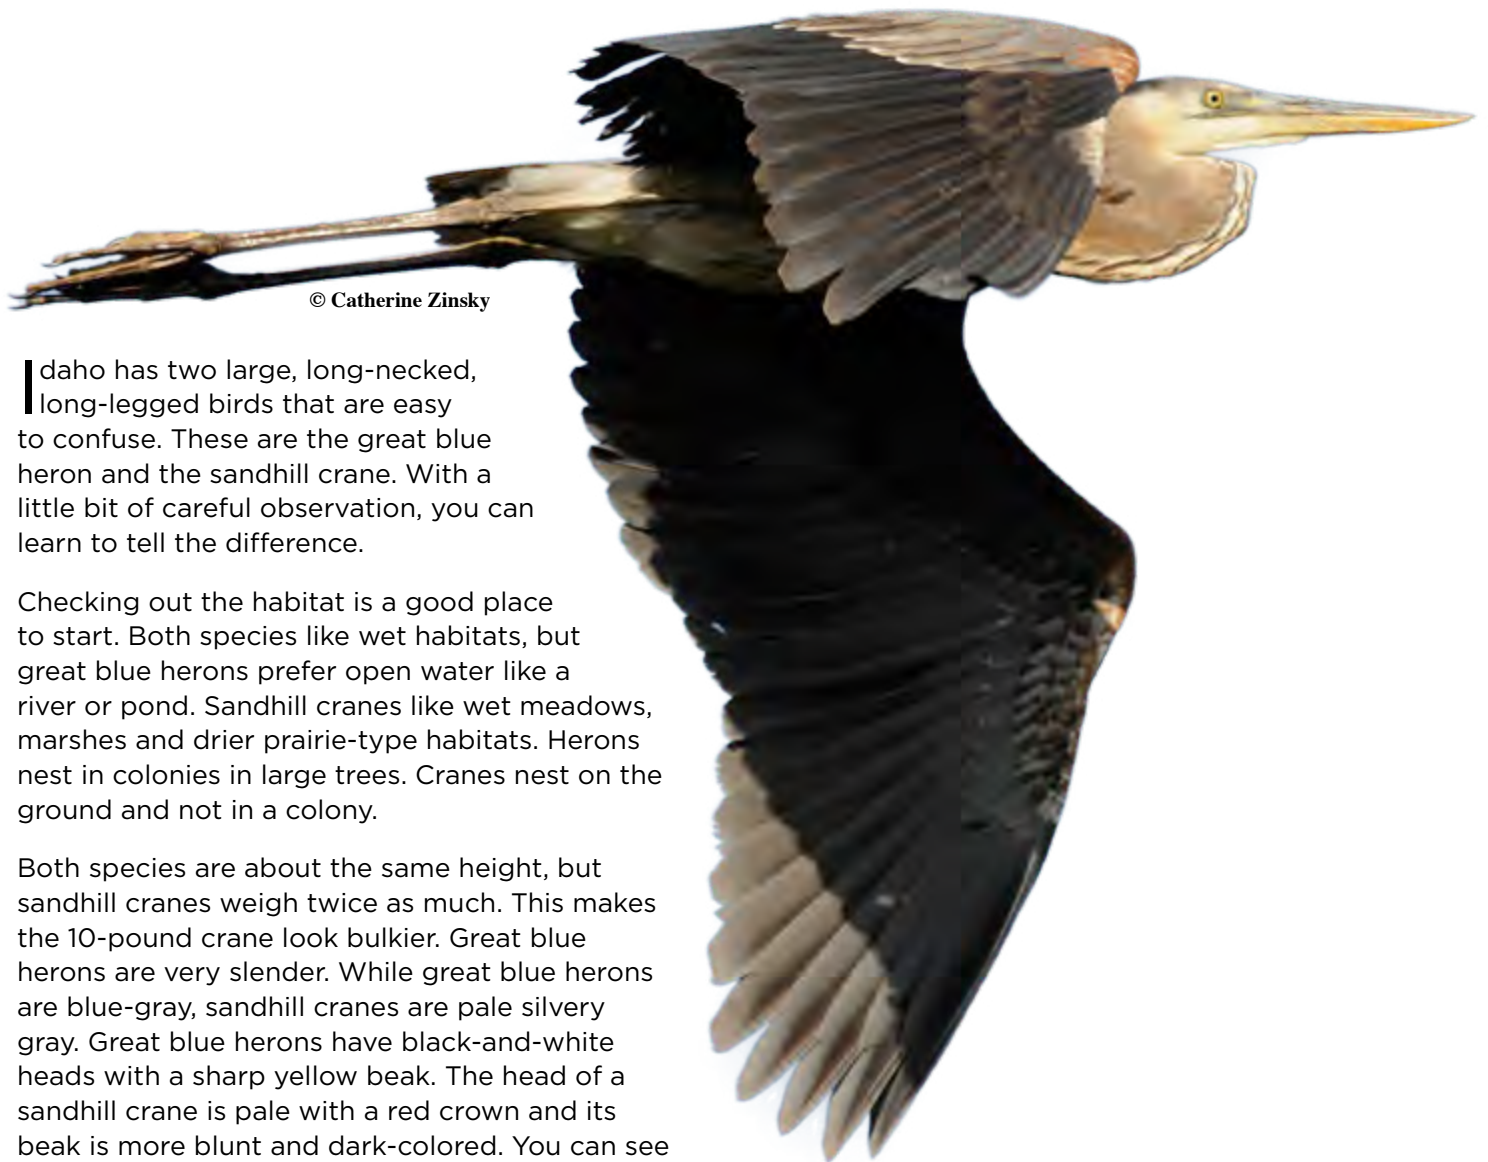 © Catherine Zinsky
Idaho has two large, long-necked,
long-legged birds that are easy
to confuse. These are the great blue
heron and the sandhill crane. With a
little bit of careful observation, you can
learn to tell the difference.
Checking out the habitat is a good place
to start. Both species like wet habitats, but
great blue herons prefer open water like a
river or pond. Sandhill cranes like wet meadows,
marshes and drier prairie-type habitats. Herons
nest in colonies in large trees. Cranes nest on the
ground and not in a colony.
Both species are about the same height, but
sandhill cranes weigh twice as much. This makes
the 10-pound crane look bulkier. Great blue
herons are very slender. While great blue herons
are blue-gray, sandhill cranes are pale silvery
gray. Great blue herons have black-and-white
heads with a sharp yellow beak. The head of a
sandhill crane is pale with a red crown and its
beak is more blunt and dark-colored. You can see